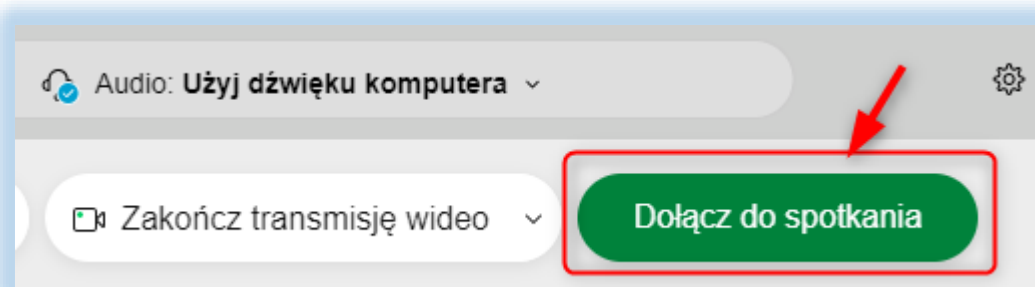 Audio: Użyj dźwięku komputera
Zakończ transmisję wideo
Dołącz do spotkania